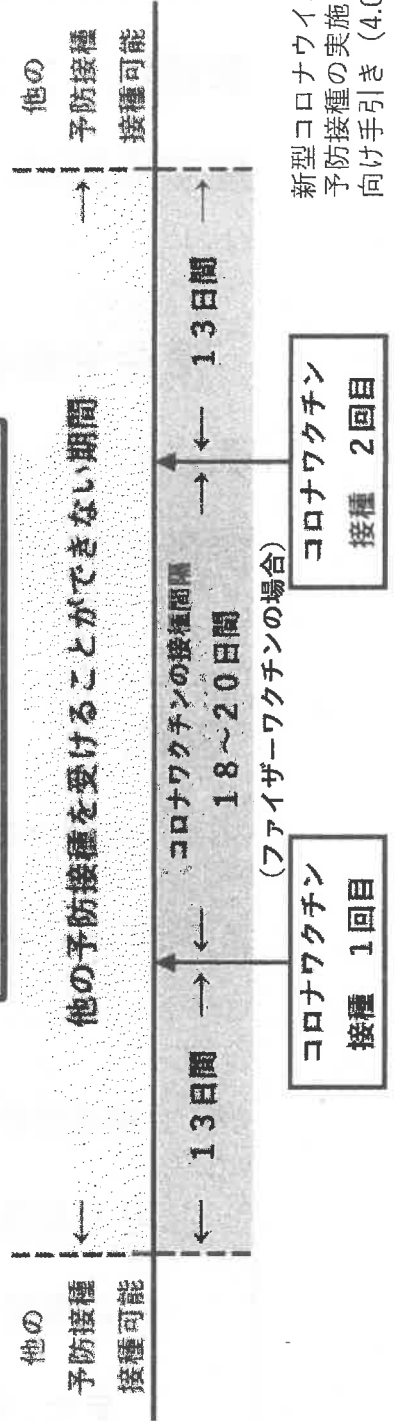 他の
予防接種
接種可能
他の予防接種を受けることができない期間
他の
予防接種
接種可能
← 13日間 →
コロナワクチンの接種間隔
← 18～20日間 →
(ファイザーワクチンの場合)
← 13日間 →
コロナワクチン
接種 1回目
コロナワクチン
接種 2回目
新型コロナウイ
予防接種の実施
向け手引き (4.0